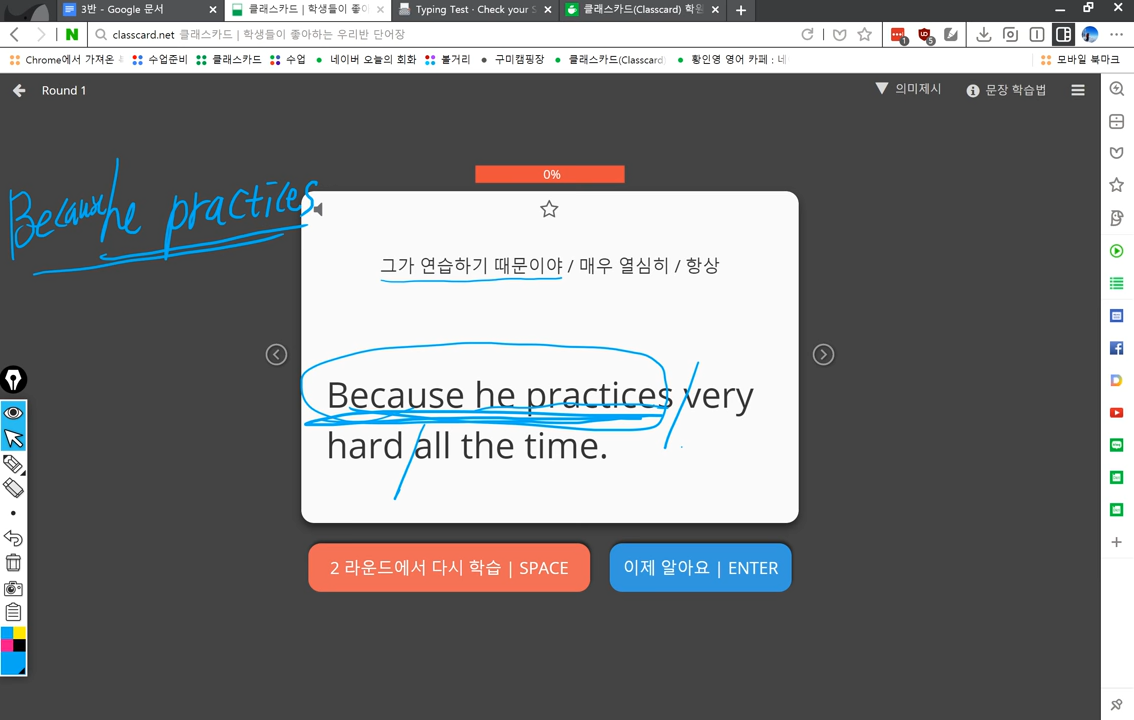 3반 - Google 문서
클래스카드 | 학생들이 좋아
Typing Test · Check your S
클래스카드(Classcard) 학원
classcard.net 클래스카드 | 학생들이 좋아하는 우리반 단어장
Chrome에서 가져온
수업준비
클래스카드
수업
네이버 오늘의 회화
볼거리
구미캠핑장
클래스카드(Classcard
황인영 영어 카페 : 네
모바일 북마크
Round 1
의미제시
문장 학습법
0%
Because he practices
그가 연습하기 때문이야 / 매우 열심히 / 항상
Because he practices very
hard all the time.
2 라운드에서 다시 학습 | SPACE
이제 알아요 | ENTER